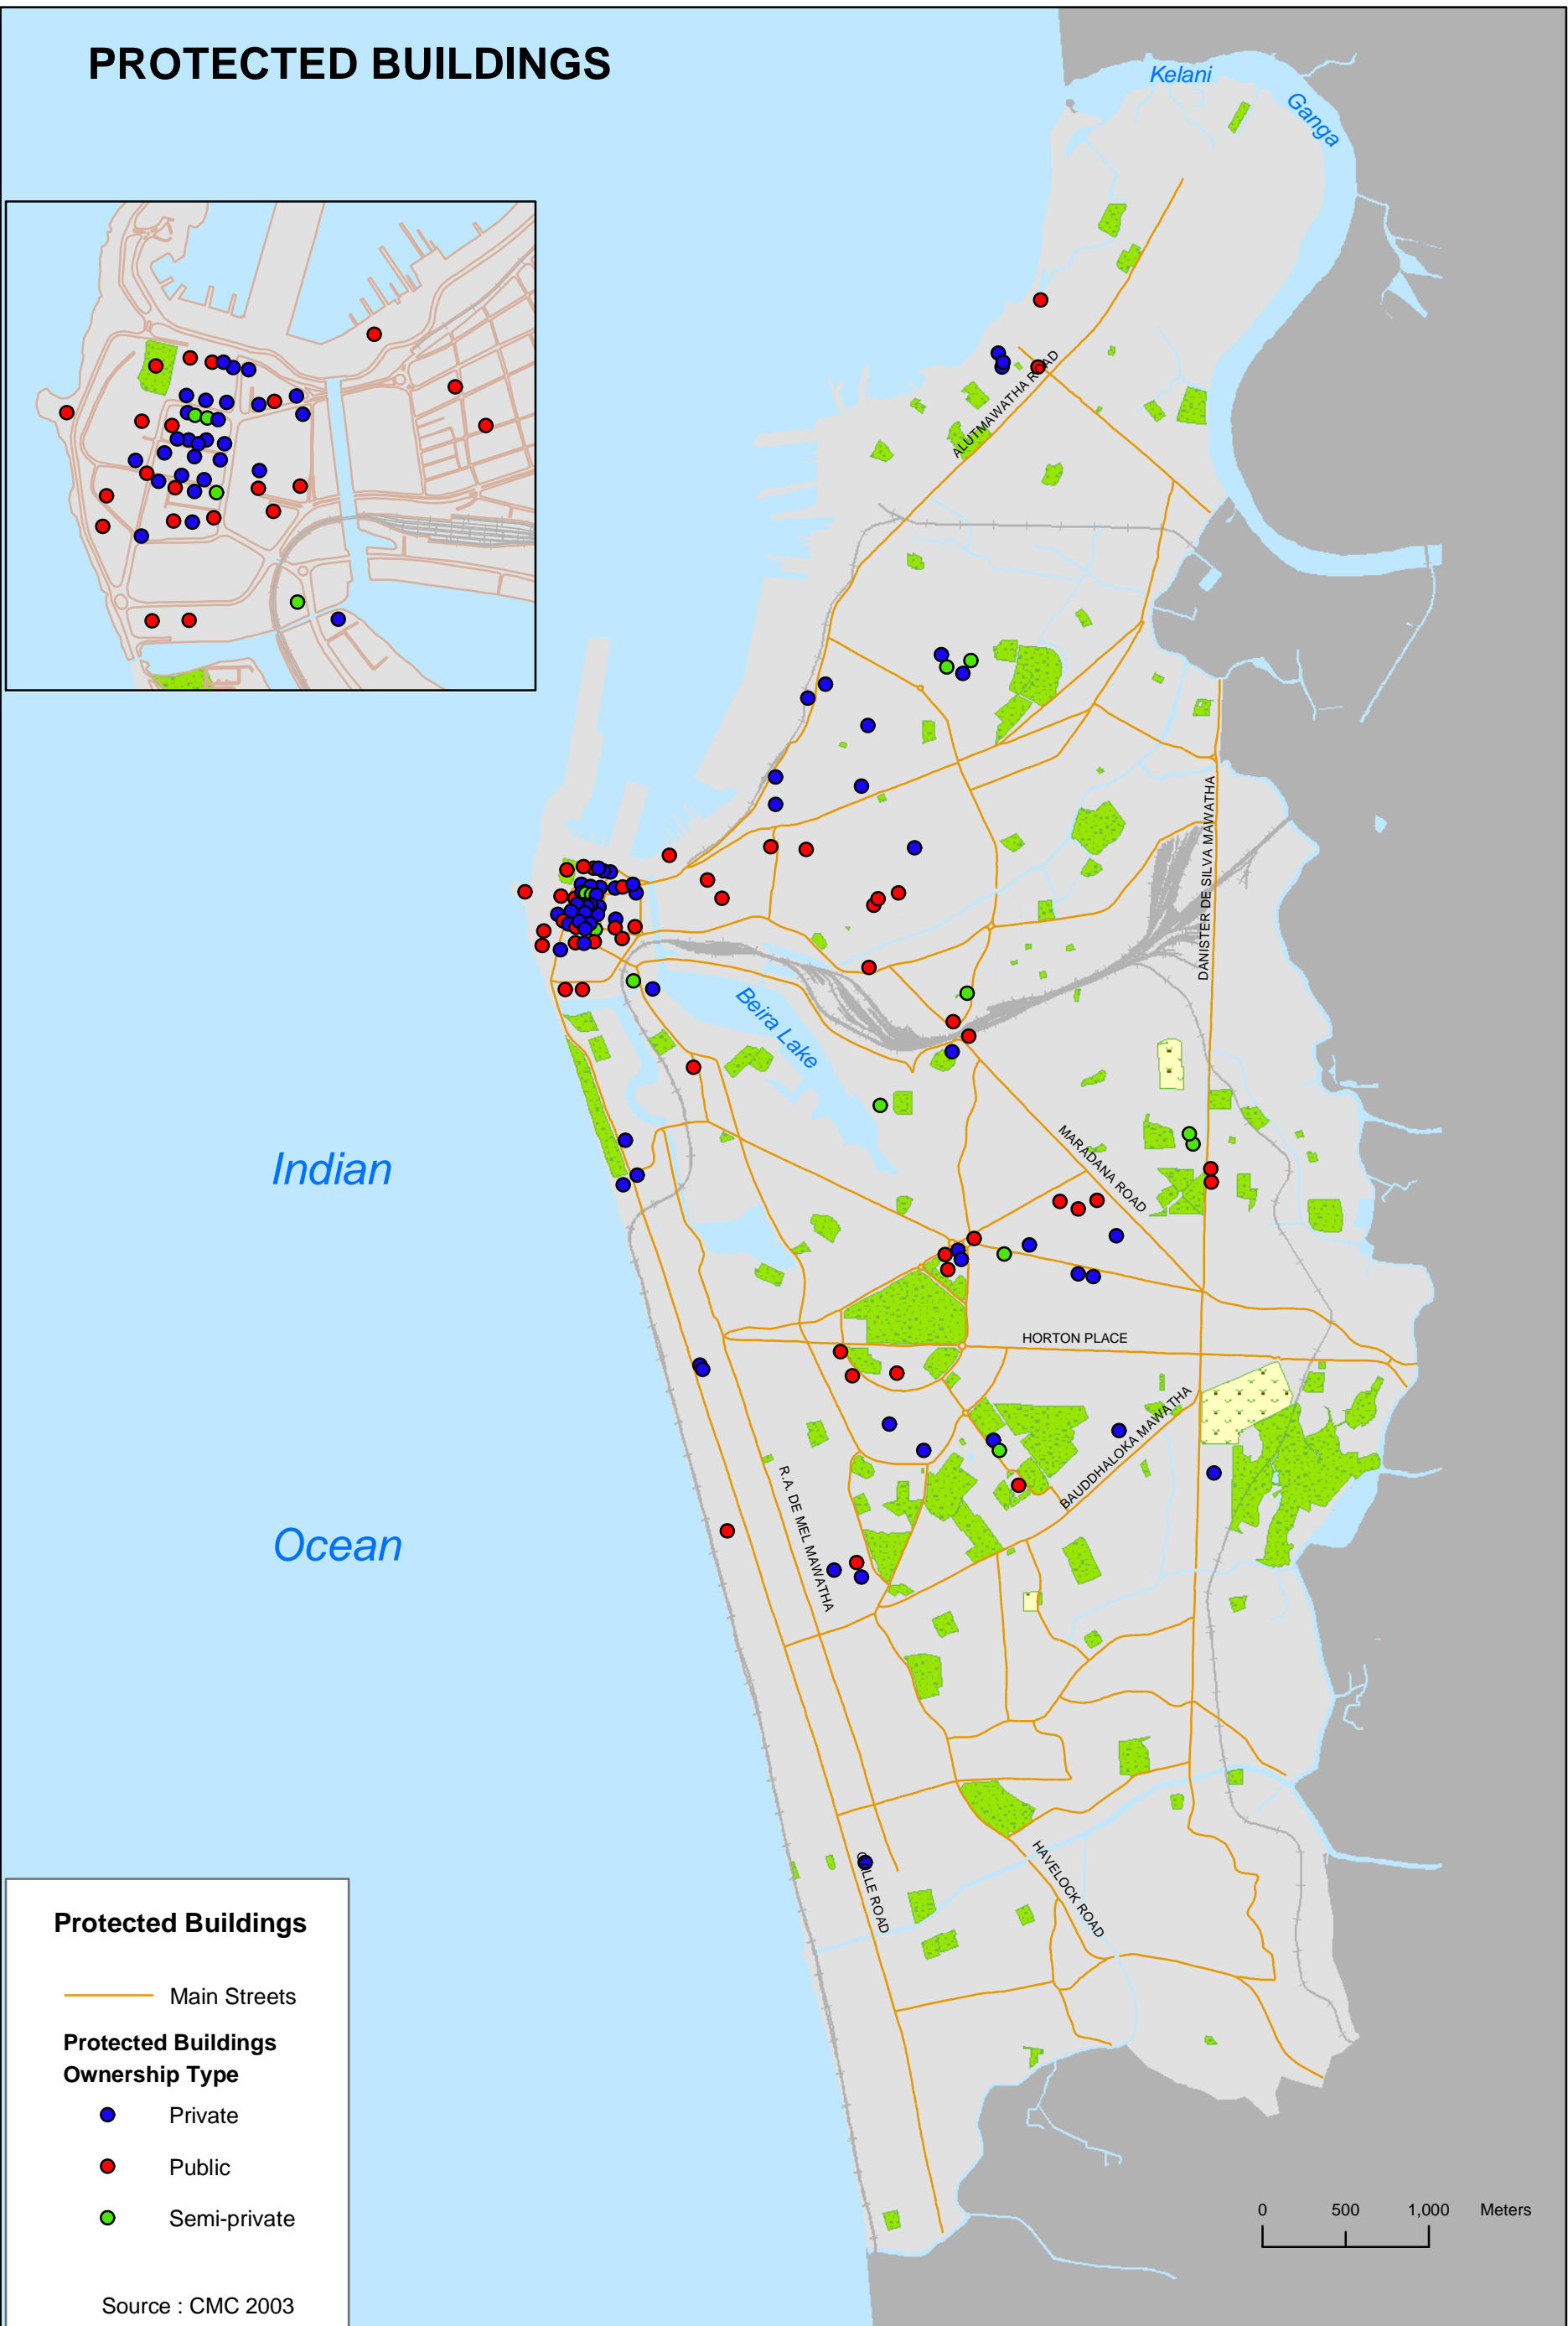 PROTECTED BUILDINGS
Kelani
Ganga
ALUTMAWATHA ROAD
DANISTER DE SILVA MAWATHA
Beira Lake
Indian
MARADANA ROAD
HORTON PLACE
BAUDDHALOKA MAWATHA
R.A. DE MEL MAWATHA
Ocean
HAVELOCK ROAD
LLE ROAD
Protected Buildings
Main Streets
Protected Buildings
Ownership Type
Private
Public
Semi-private
Source : CMC 2003
0 500 1,000 Meters